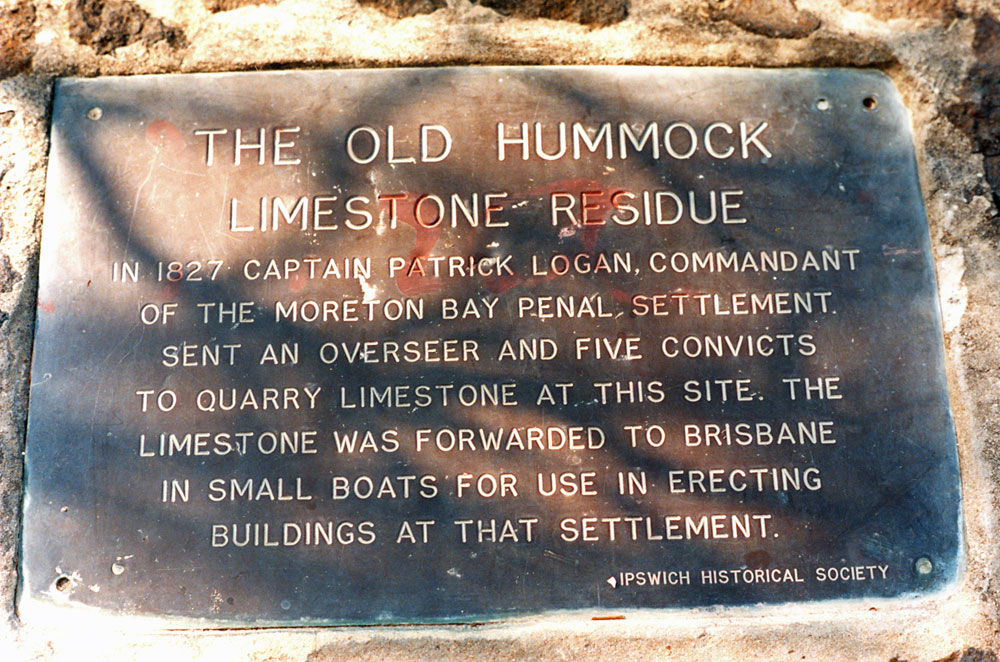 THE OLD HUMMOCK
LIMESTONE RESIDUE
IN 1827 CAPTAIN PATRICK LOGAN, COMMANDANT
OF THE MORETON BAY PENAL SETTLEMENT
SENT AN OVERSEER AND FIVE CONVICTS
TO QUARRY LIMESTONE AT THIS SITE. THE
LIMESTONE WAS FORWARDED TO BRISBANE
IN SMALL BOATS FOR USE IN ERECTING
BUILDINGS AT THAT SETTLEMENT.
IPSWICH HISTORICAL SOCIETY